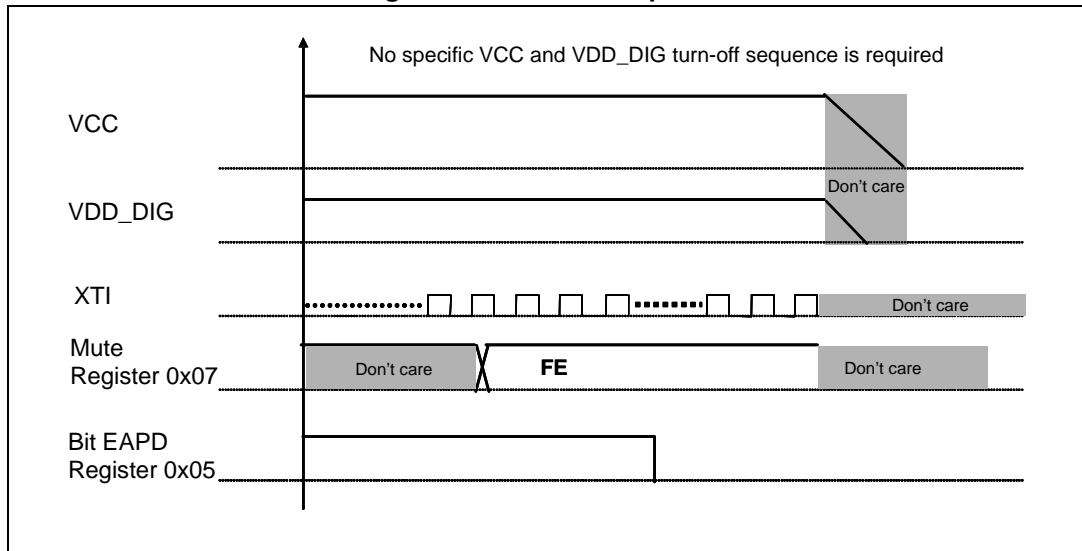 No specific VCC and VDD_DIG turn-off sequence is required
VCC
Don't care
VDD_DIG
XTI
Don't care
Mute
Register 0x07
Don't care
FE
Don't care
Bit EAPD
Register 0x05